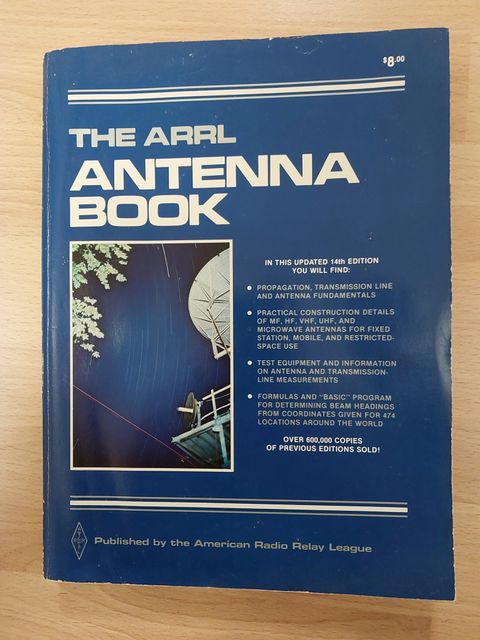 $8.00
THE ARRL
ANTENNA
BOOK
IN THIS UPDATED 14th EDITION
YOU WILL FIND:
• PROPAGATION, TRANSMISSION LINE
AND ANTENNA FUNDAMENTALS
• PRACTICAL CONSTRUCTION DETAILS
OF MF, HF, VHF, UHF, AND
MICROWAVE ANTENNAS FOR FIXED
STATION, MOBILE, AND RESTRICTED-
SPACE USE
• TEST EQUIPMENT AND INFORMATION
ON ANTENNA AND TRANSMISSION-
LINE MEASUREMENTS
• FORMULAS AND "BASIC" PROGRAM
FOR DETERMINING BEAM HEADINGS
FROM COORDINATES GIVEN FOR 474
LOCATIONS AROUND THE WORLD
OVER 600,000 COPIES
OF PREVIOUS EDITIONS SOLD!
Published by the American Radio Relay League